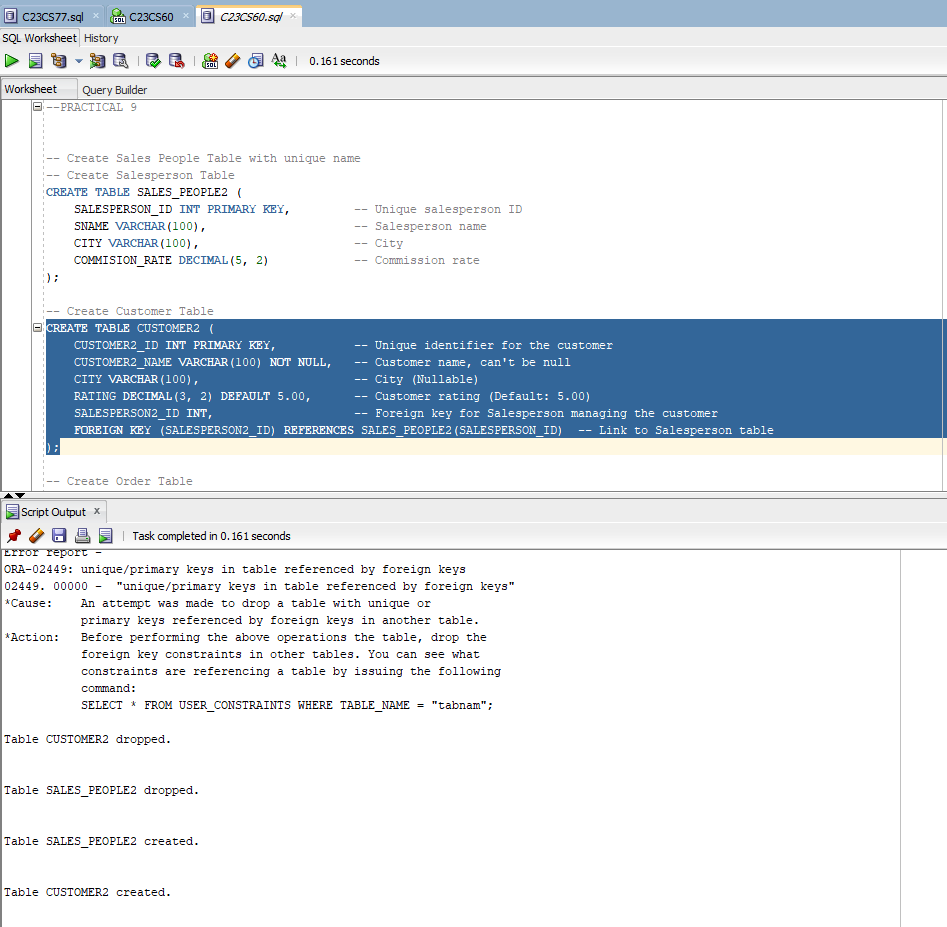 C23CS77.sql C23CS60 C23CS60.sql
SQL Worksheet History
0.161 seconds
Worksheet Query Builder
--PRACTICAL 9
-- Create Sales People Table with unique name
-- Create Salesperson Table
CREATE TABLE SALES_PEOPLE2 (
SALESPERSON_ID INT PRIMARY KEY, -- Unique salesperson ID
SNAME VARCHAR(100), -- Salesperson name
CITY VARCHAR(100), -- City
COMMISION_RATE DECIMAL(5, 2) -- Commission rate
);
-- Create Customer Table
CREATE TABLE CUSTOMER2 (
CUSTOMER2_ID INT PRIMARY KEY, -- Unique identifier for the customer
CUSTOMER2_NAME VARCHAR(100) NOT NULL, -- Customer name, can't be null
CITY VARCHAR(100), -- City (Nullable)
RATING DECIMAL(3, 2) DEFAULT 5.00, -- Customer rating (Default: 5.00)
SALESPERSON2_ID INT, -- Foreign key for Salesperson managing the customer
FOREIGN KEY (SALESPERSON2_ID) REFERENCES SALES_PEOPLE2(SALESPERSON_ID) -- Link to Salesperson table
);
-- Create Order Table
Script Output
Task completed in 0.161 seconds
Error report -
ORA-02449: unique/primary keys in table referenced by foreign keys
02449. 00000 - "unique/primary keys in table referenced by foreign keys"
*Cause: An attempt was made to drop a table with unique or
primary keys referenced by foreign keys in another table.
*Action: Before performing the above operations the table, drop the
foreign key constraints in other tables. You can see what
constraints are referencing a table by issuing the following
command:
SELECT * FROM USER_CONSTRAINTS WHERE TABLE_NAME = "tabnam";
Table CUSTOMER2 dropped.
Table SALES_PEOPLE2 dropped.
Table SALES_PEOPLE2 created.
Table CUSTOMER2 created.